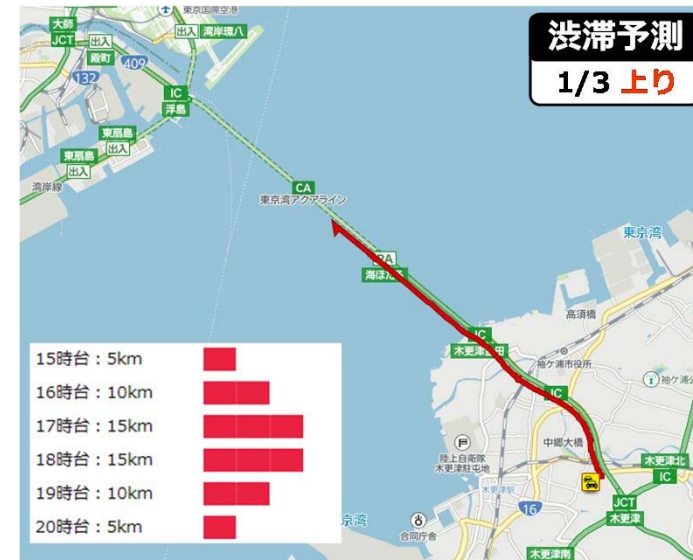 渋滞予測
1/3 上り
東京国際空港
大師
JCT
出入
殿町
出入
湾岸環八
409
132
IC
浮島
東扇島
出入
東扇島
出入
湾岸線
CA
東京湾アクアライン
東京湾
PA
海ほたる
高須橋
IC
袖ケ浦市役所
IC
中郷大橋
陸上自衛隊
木更津駐屯地
木更津北
IC
木更津駅
16
JCT
木更津
合同庁舎
木更津南
15時台：5km
16時台：10km
17時台：15km
18時台：15km
19時台：10km
20時台：5km